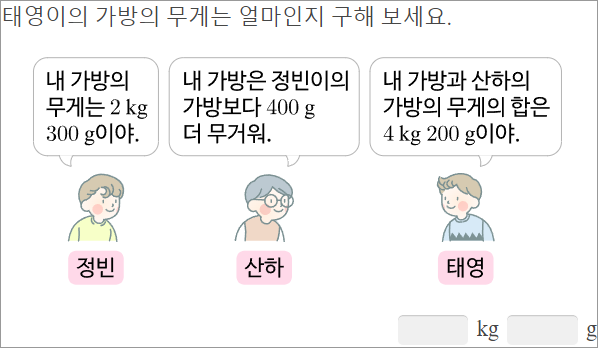 태영이의 가방의 무게는 얼마인지 구해 보세요.
내 가방의
무게는 2 kg
300 g이야.
내 가방은 정빈이의
가방보다 400 g
더 무거워.
내 가방과 산하의
가방의 무게의 합은
4 kg 200 g이야.
정빈
산하
태영
kg g